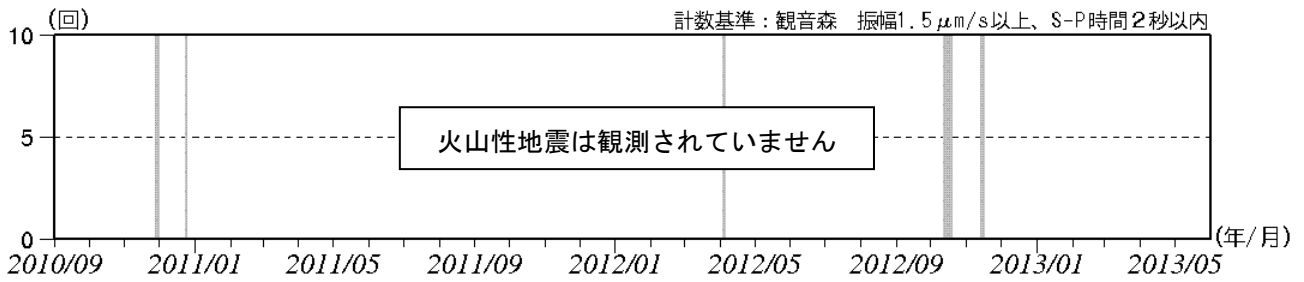 (回)
計数基準：観音森　振幅1.5μm/s以上、S-P時間2秒以内
10
5
火山性地震は観測されていません
0
(年/月)
2010/09 2011/01 2011/05 2011/09 2012/01 2012/05 2012/09 2013/01 2013/05